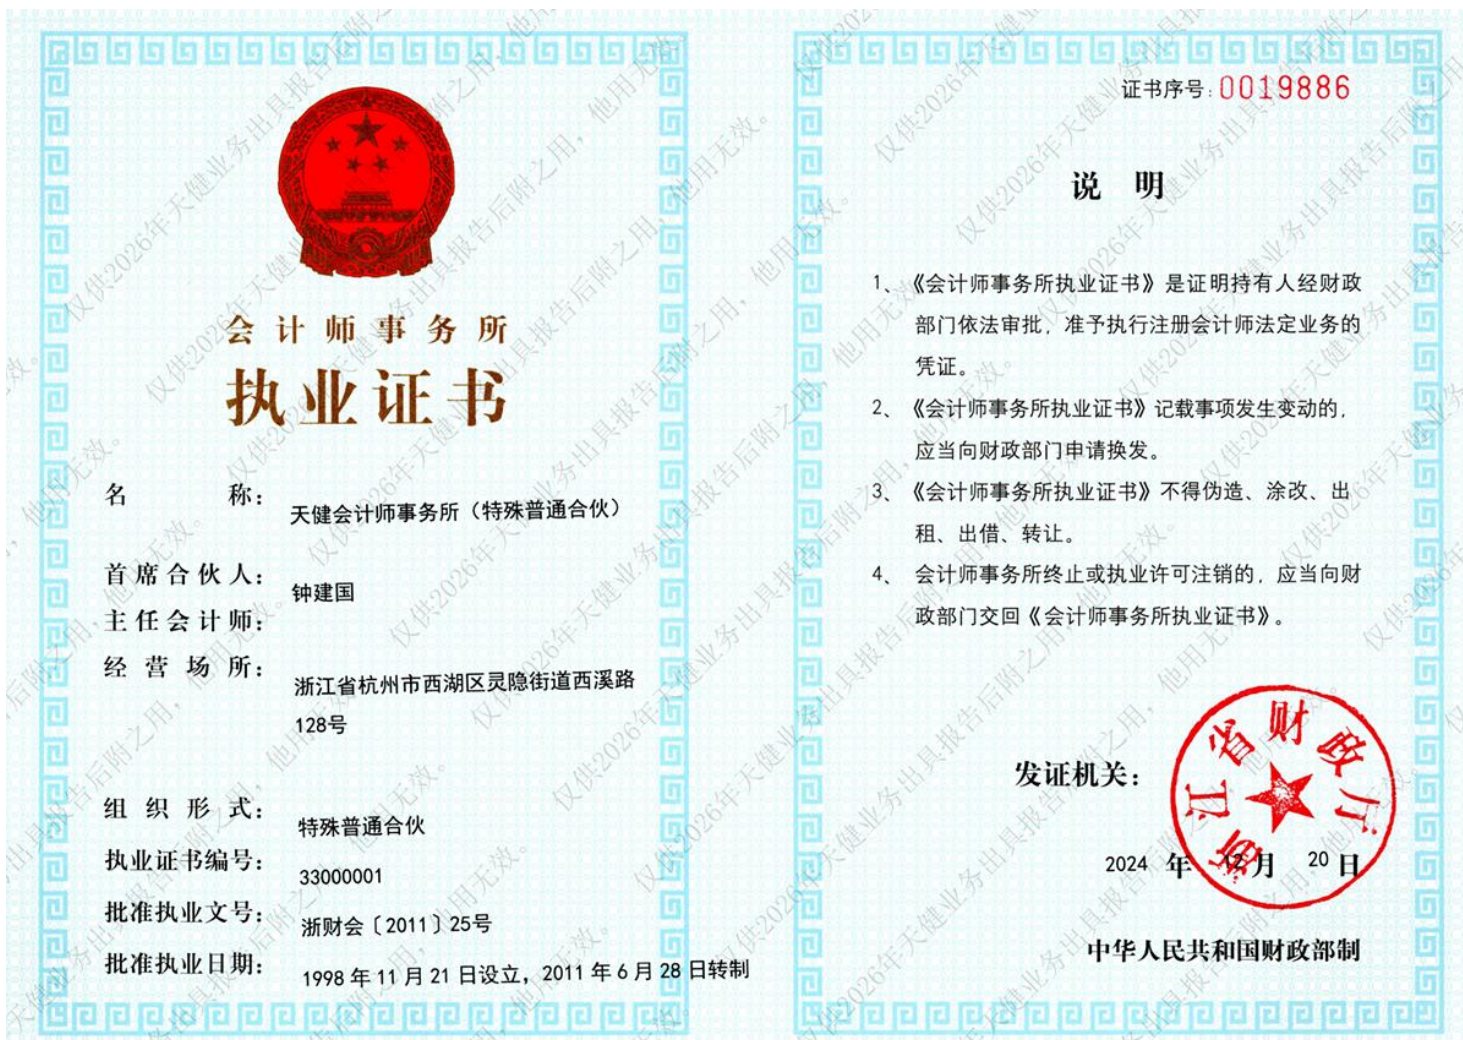 会计师事务所
执业证书
名称：天健会计师事务所（特殊普通合伙）
首席合伙人：钟建国
主任会计师：
经营场所：浙江省杭州市西湖区灵隐街道西溪路
128号
组织形式：特殊普通合伙
执业证书编号：33000001
批准执业文号：浙财会〔2011〕25号
批准执业日期：1998年11月21日设立，2011年6月28日转制
证书序号：0019886
说 明
1、《会计师事务所执业证书》是证明持有人经财政
部门依法审批，准予执行注册会计师法定业务的
凭证。
2、《会计师事务所执业证书》记载事项发生变动的，
应当向财政部门申请换发。
3、《会计师事务所执业证书》不得伪造、涂改、出
租、出借、转让。
4、会计师事务所终止或执业许可注销的，应当向财
政部门交回《会计师事务所执业证书》。
发证机关：
浙江省财政厅
2024年12月20日
中华人民共和国财政部制
仅供2026年天健业务出具报告后附之用，他用无效。